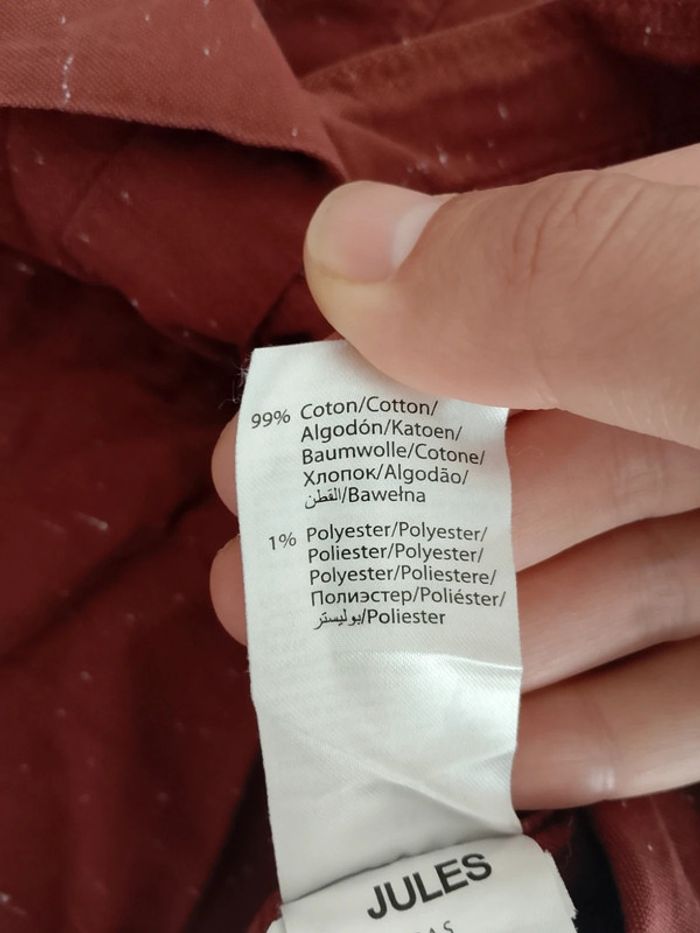 99% Coton/Cotton/
Algodón/Katoen/
Baumwolle/Cotone/
Хлопок/Algodão/
القطن/Bawełna
1% Polyester/Polyester/
Poliester/Polyester/
Polyester/Poliestere/
Полиэстер/Poliéster/
بوليستر/Poliester
JULES